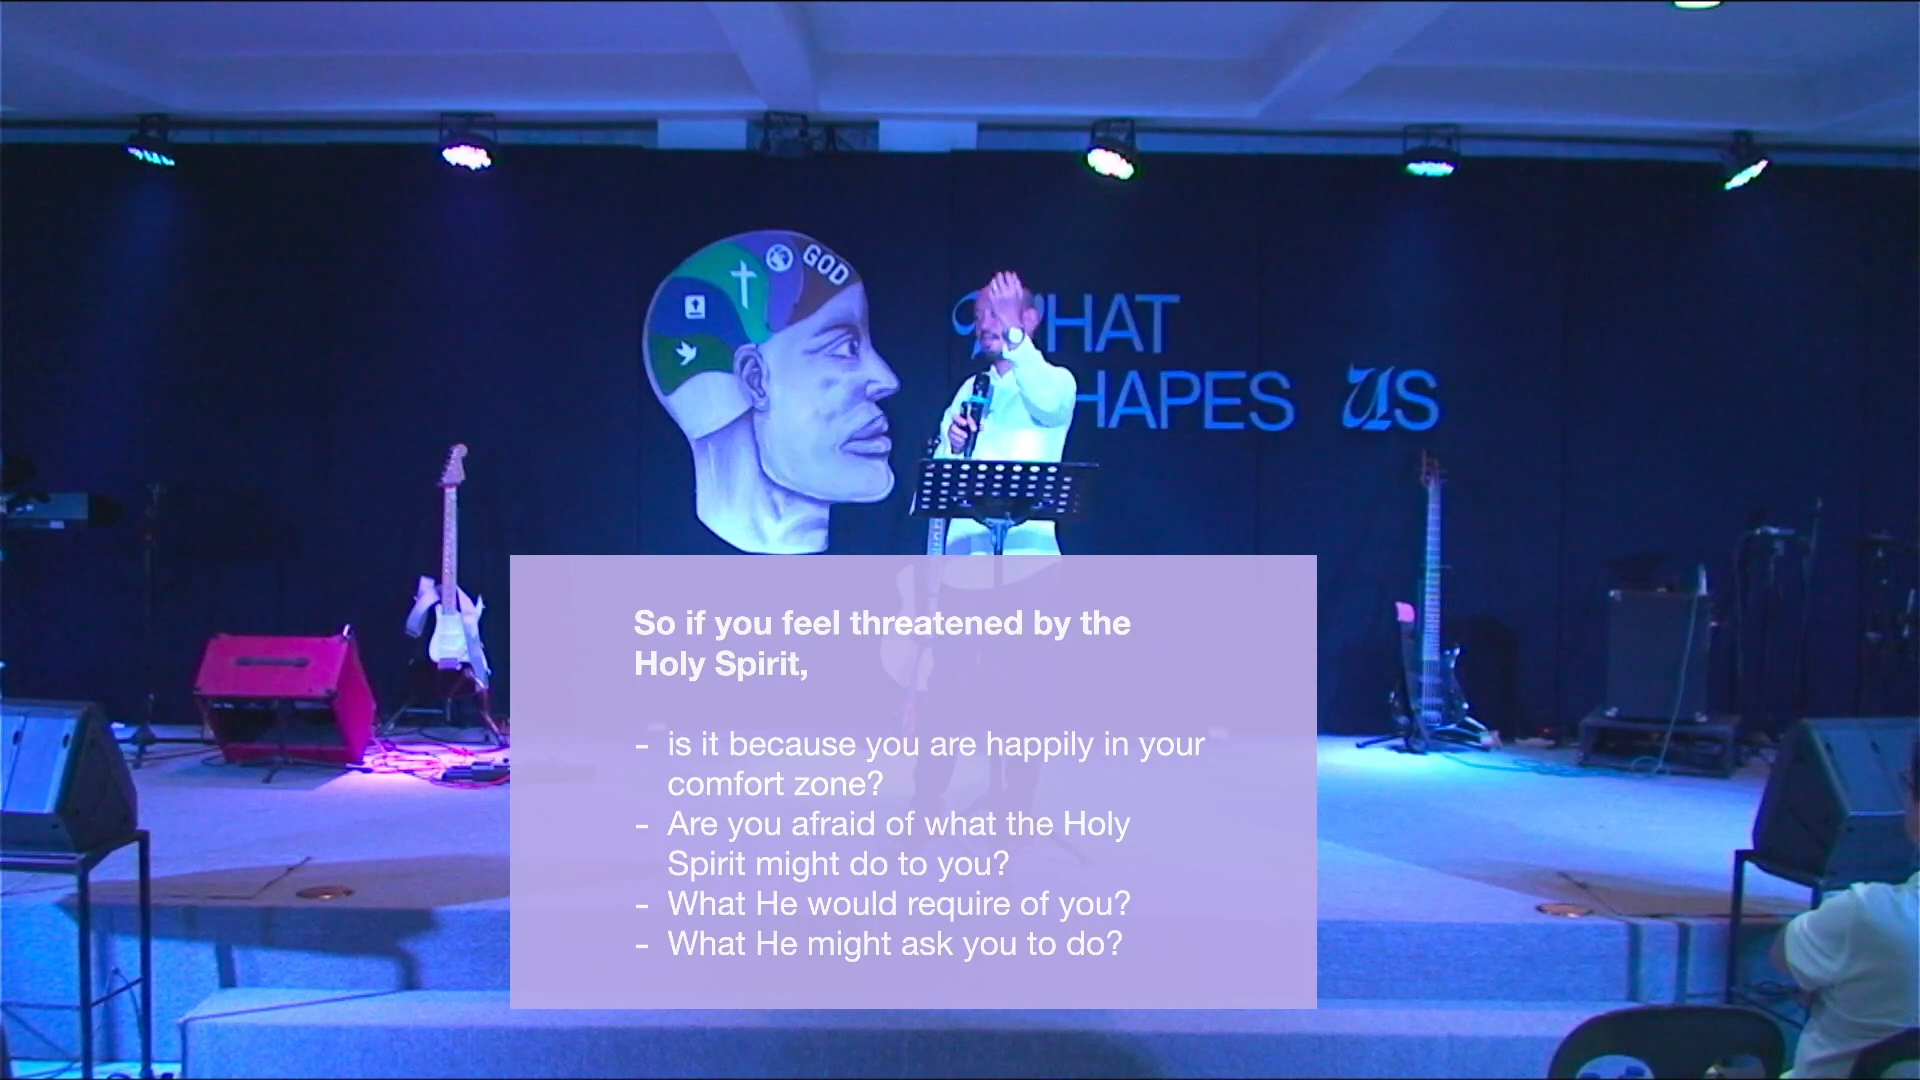 GOD
WHAT
SHAPES US
So if you feel threatened by the
Holy Spirit,
- is it because you are happily in your
comfort zone?
- Are you afraid of what the Holy
Spirit might do to you?
- What He would require of you?
- What He might ask you to do?